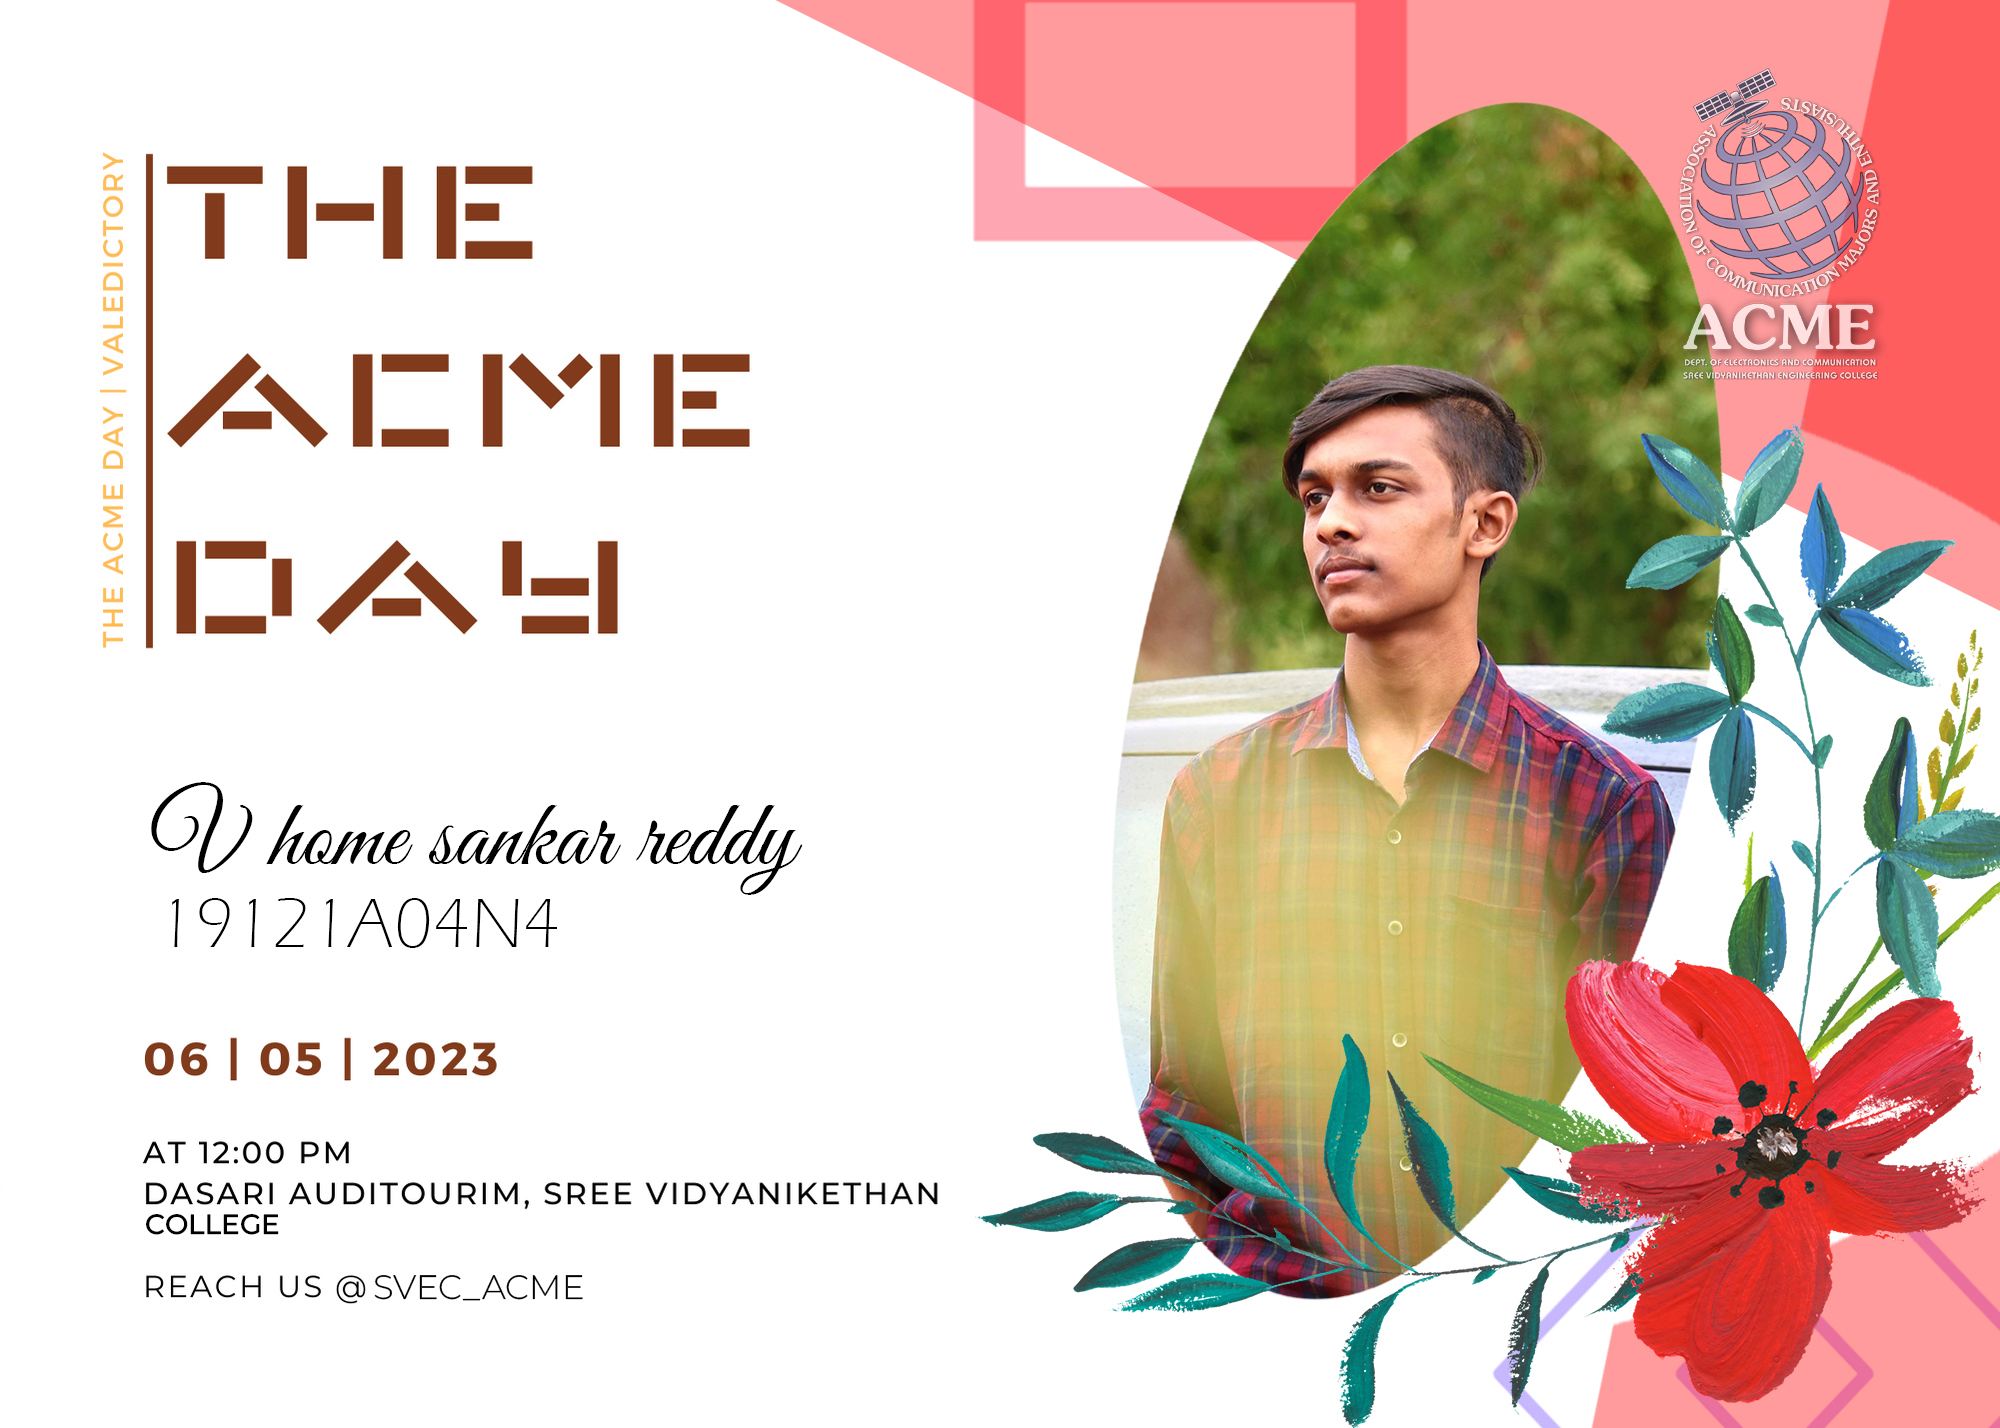 THE ACME DAY | VALEDICTORY
THE
ACME
DAY
V home sankar reddy
19121A04N4
06 | 05 | 2023
AT 12:00 PM
DASARI AUDITOURIM, SREE VIDYANIKETHAN
COLLEGE
REACH US @SVEC_ACME
ASSOCIATION OF COMMUNICATION MAJORS AND ENTHUSIASTS
ACME
DEPT. OF ELECTRONICS AND COMMUNICATION
SREE VIDYANIKETHAN ENGINEERING COLLEGE